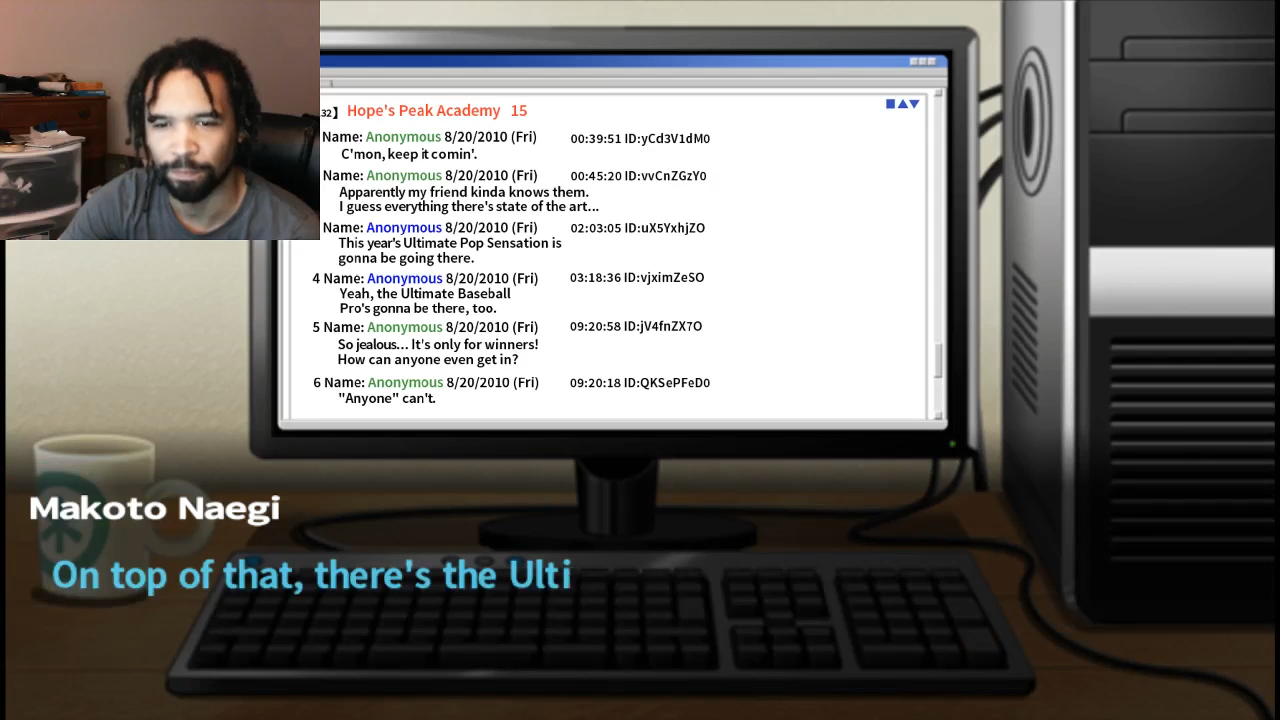 32】 Hope's Peak Academy 15
Name: Anonymous 8/20/2010 (Fri) 00:39:51 ID:yCd3V1dM0
C'mon, keep it comin'.
Name: Anonymous 8/20/2010 (Fri) 00:45:20 ID:vvCnZGzY0
Apparently my friend kinda knows them.
I guess everything there's state of the art...
Name: Anonymous 8/20/2010 (Fri) 02:03:05 ID:uX5YxhjZO
This year's Ultimate Pop Sensation is
gonna be going there.
4 Name: Anonymous 8/20/2010 (Fri) 03:18:36 ID:vjximZeSO
Yeah, the Ultimate Baseball
Pro's gonna be there, too.
5 Name: Anonymous 8/20/2010 (Fri) 09:20:58 ID:jV4fnZX7O
So jealous... It's only for winners!
How can anyone even get in?
6 Name: Anonymous 8/20/2010 (Fri) 09:20:18 ID:QKSePFeD0
"Anyone" can't.
Makoto Naegi
On top of that, there's the Ulti